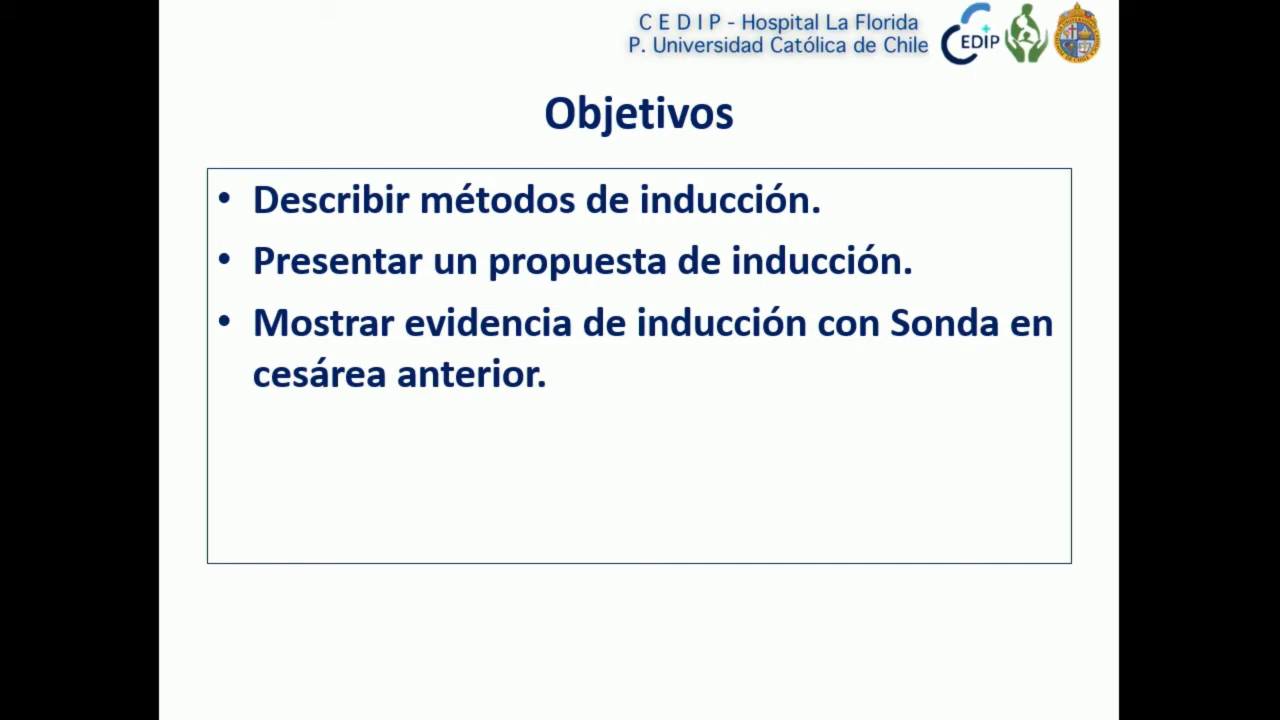 C E D I P - Hospital La Florida
P. Universidad Católica de Chile
CEDIP
Objetivos
• Describir métodos de inducción.
• Presentar un propuesta de inducción.
• Mostrar evidencia de inducción con Sonda en
cesárea anterior.